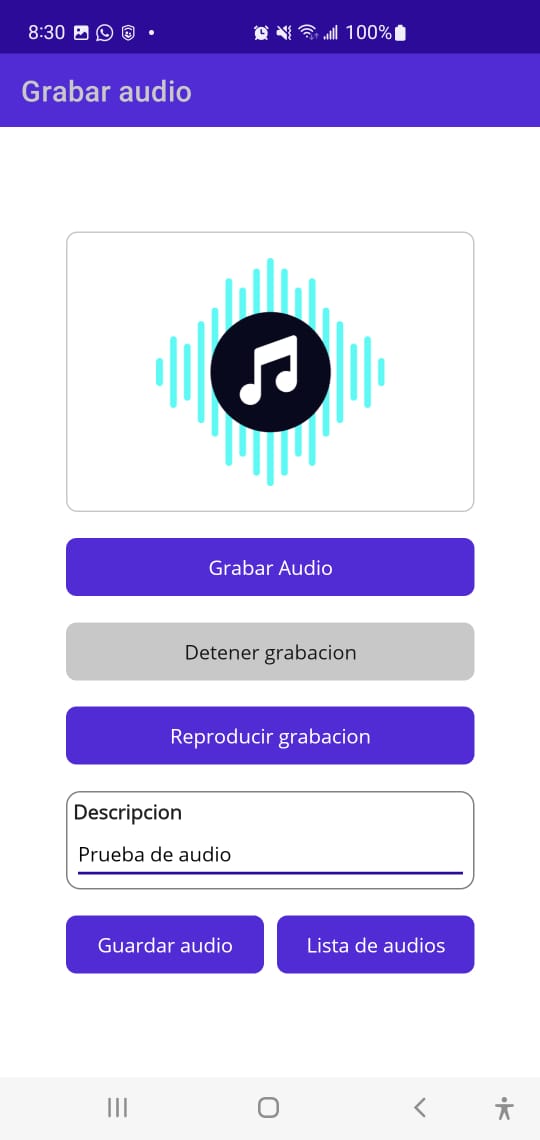 8:30
100%
Grabar audio
Grabar Audio
Detener grabacion
Reproducir grabacion
Descripcion
Prueba de audio
Guardar audio
Lista de audios